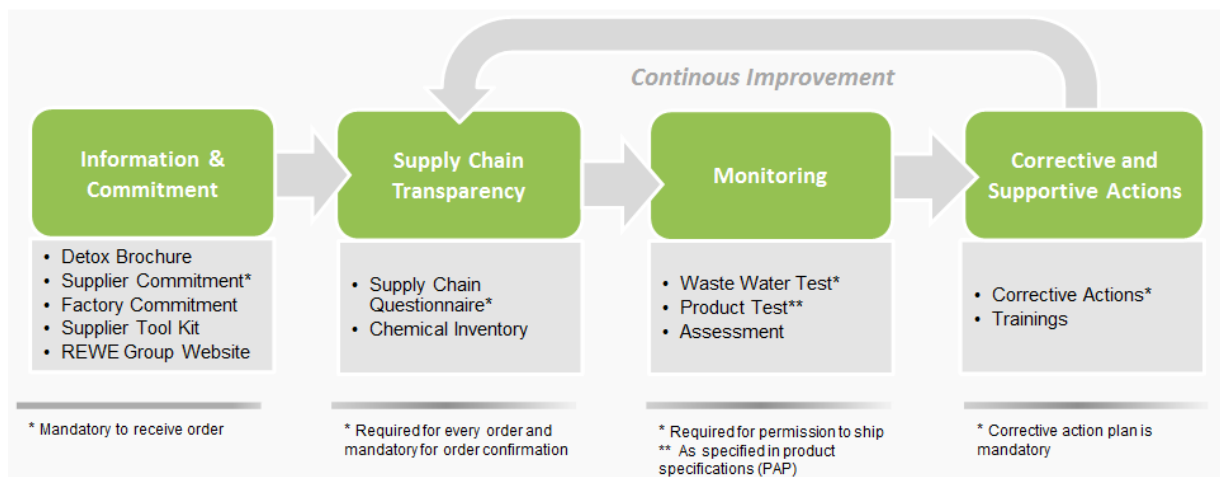 Continous Improvement
Information &
Commitment
• Detox Brochure
• Supplier Commitment*
• Factory Commitment
• Supplier Tool Kit
• REWE Group Website
* Mandatory to receive order
Supply Chain
Transparency
• Supply Chain
Questionnaire*
• Chemical Inventory
* Required for every order and
mandatory for order confirmation
Monitoring
• Waste Water Test*
• Product Test**
• Assessment
* Required for permission to ship
** As specified in product
specifications (PAP)
Corrective and
Supportive Actions
• Corrective Actions*
• Trainings
* Corrective action plan is
mandatory